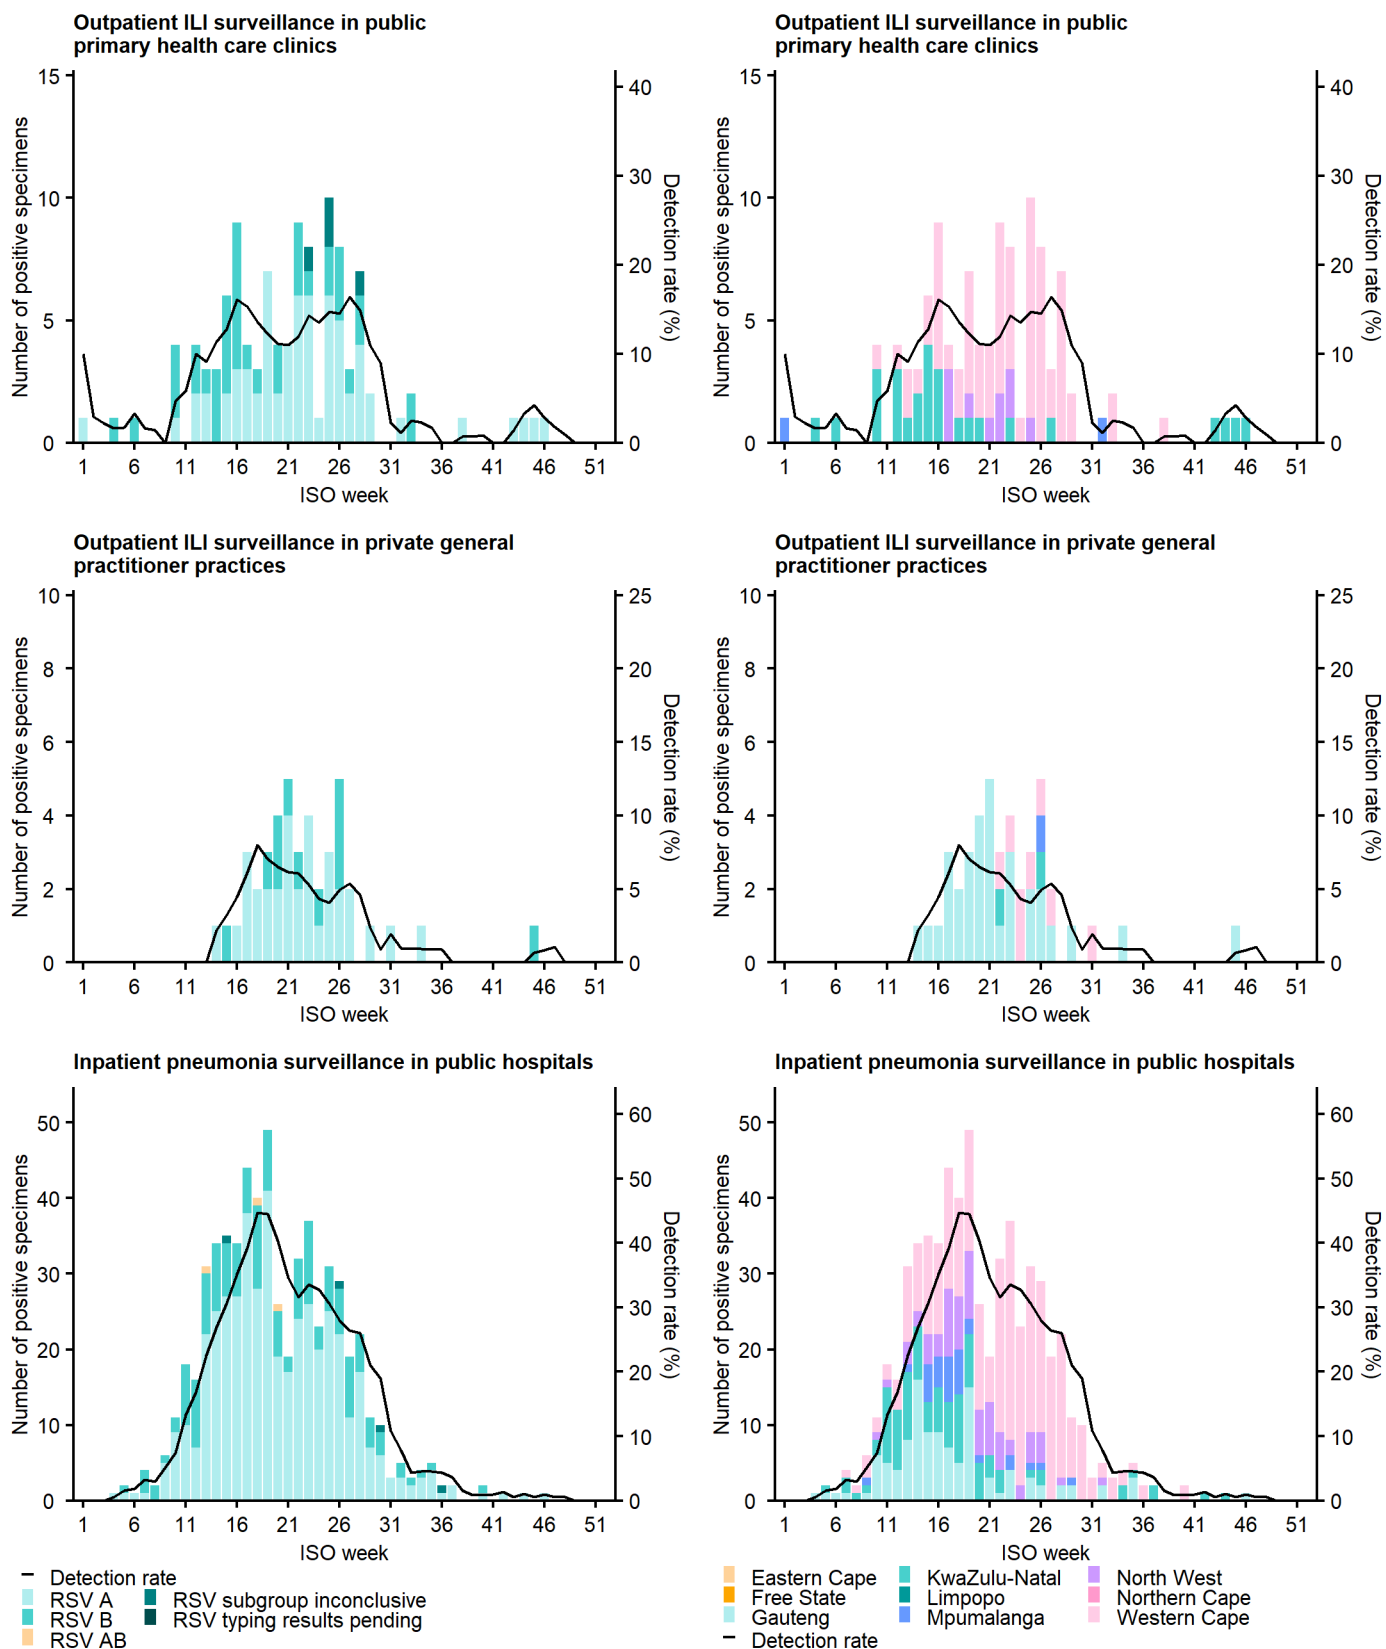 Outpatient ILI surveillance in public
primary health care clinics
15
10
5
0
40
30
20
10
0
Number of positive specimens
Detection rate (%)
1 6 11 16 21 26 31 36 41 46 51
ISO week
Outpatient ILI surveillance in public
primary health care clinics
15
10
5
0
40
30
20
10
0
Number of positive specimens
Detection rate (%)
1 6 11 16 21 26 31 36 41 46 51
ISO week
Outpatient ILI surveillance in private general
practitioner practices
10
8
6
4
2
0
25
20
15
10
5
0
Number of positive specimens
Detection rate (%)
1 6 11 16 21 26 31 36 41 46 51
ISO week
Outpatient ILI surveillance in private general
practitioner practices
10
8
6
4
2
0
25
20
15
10
5
0
Number of positive specimens
Detection rate (%)
1 6 11 16 21 26 31 36 41 46 51
ISO week
Inpatient pneumonia surveillance in public hospitals
50
40
30
20
10
0
60
50
40
30
20
10
0
Number of positive specimens
Detection rate (%)
1 6 11 16 21 26 31 36 41 46 51
ISO week
Inpatient pneumonia surveillance in public hospitals
50
40
30
20
10
0
60
50
40
30
20
10
0
Number of positive specimens
Detection rate (%)
1 6 11 16 21 26 31 36 41 46 51
ISO week
Detection rate
RSV A
RSV B
RSV AB
RSV subgroup inconclusive
RSV typing results pending
Eastern Cape
Free State
Gauteng
Detection rate
KwaZulu-Natal
Limpopo
Mpumalanga
North West
Northern Cape
Western Cape